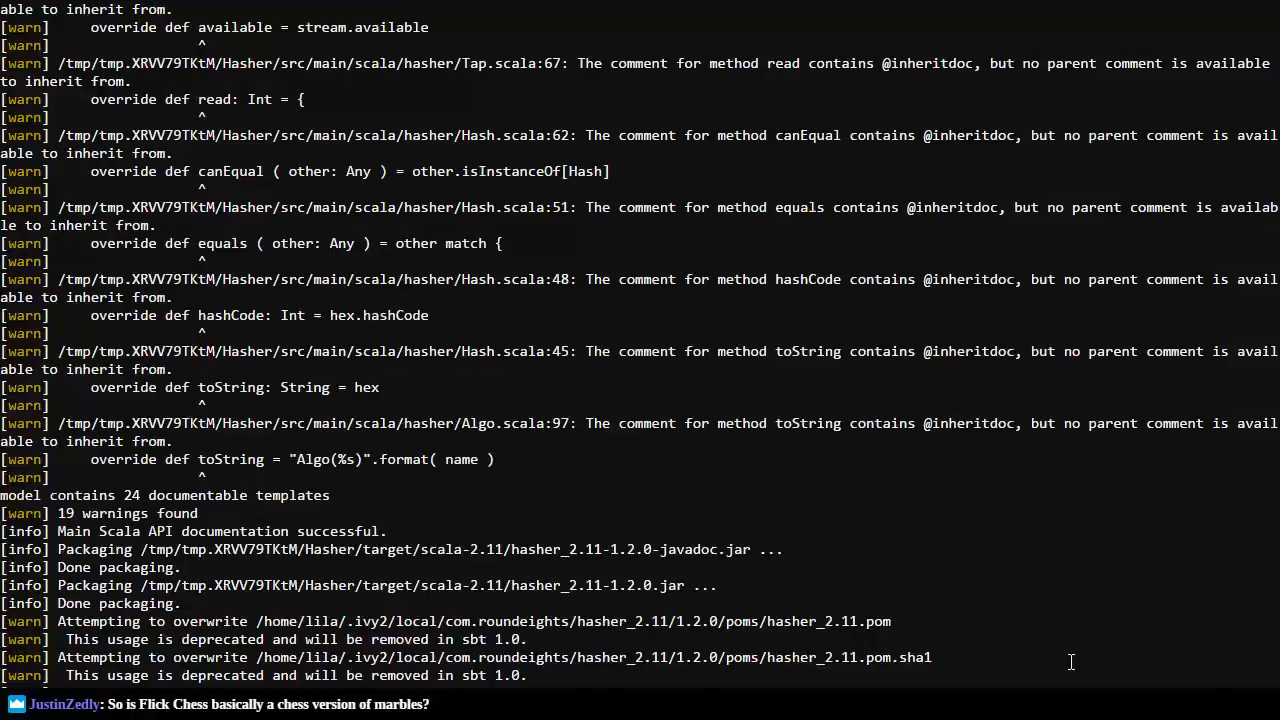 able to inherit from.
[warn]     override def available = stream.available
[warn]                  ^
[warn] /tmp/tmp.XRVV79TKtM/Hasher/src/main/scala/hasher/Tap.scala:67: The comment for method read contains @inheritdoc, but no parent comment is available
to inherit from.
[warn]     override def read: Int = {
[warn]                  ^
[warn] /tmp/tmp.XRVV79TKtM/Hasher/src/main/scala/hasher/Hash.scala:62: The comment for method canEqual contains @inheritdoc, but no parent comment is avail
able to inherit from.
[warn]     override def canEqual ( other: Any ) = other.isInstanceOf[Hash]
[warn]                  ^
[warn] /tmp/tmp.XRVV79TKtM/Hasher/src/main/scala/hasher/Hash.scala:51: The comment for method equals contains @inheritdoc, but no parent comment is availab
le to inherit from.
[warn]     override def equals ( other: Any ) = other match {
[warn]                  ^
[warn] /tmp/tmp.XRVV79TKtM/Hasher/src/main/scala/hasher/Hash.scala:48: The comment for method hashCode contains @inheritdoc, but no parent comment is avail
able to inherit from.
[warn]     override def hashCode: Int = hex.hashCode
[warn]                  ^
[warn] /tmp/tmp.XRVV79TKtM/Hasher/src/main/scala/hasher/Hash.scala:45: The comment for method toString contains @inheritdoc, but no parent comment is avail
able to inherit from.
[warn]     override def toString: String = hex
[warn]                  ^
[warn] /tmp/tmp.XRVV79TKtM/Hasher/src/main/scala/hasher/Algo.scala:97: The comment for method toString contains @inheritdoc, but no parent comment is avail
able to inherit from.
[warn]     override def toString = "Algo(%s)".format( name )
[warn]                  ^
model contains 24 documentable templates
[warn] 19 warnings found
[info] Main Scala API documentation successful.
[info] Packaging /tmp/tmp.XRVV79TKtM/Hasher/target/scala-2.11/hasher_2.11-1.2.0-javadoc.jar ...
[info] Done packaging.
[info] Packaging /tmp/tmp.XRVV79TKtM/Hasher/target/scala-2.11/hasher_2.11-1.2.0.jar ...
[info] Done packaging.
[warn] Attempting to overwrite /home/lila/.ivy2/local/com.roundeights/hasher_2.11/1.2.0/poms/hasher_2.11.pom
[warn]  This usage is deprecated and will be removed in sbt 1.0.
[warn] Attempting to overwrite /home/lila/.ivy2/local/com.roundeights/hasher_2.11/1.2.0/poms/hasher_2.11.pom.sha1
[warn]  This usage is deprecated and will be removed in sbt 1.0.
JustinZedly: So is Flick Chess basically a chess version of marbles?